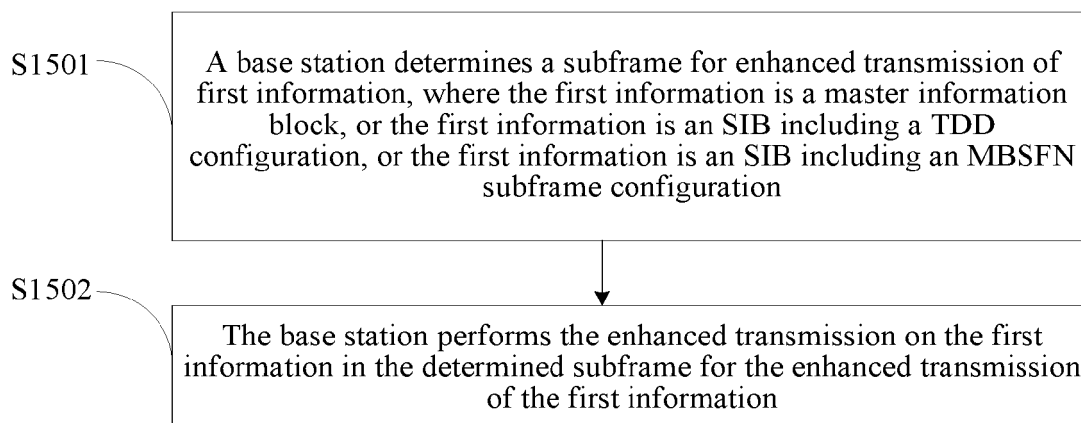 S1501
A base station determines a subframe for enhanced transmission of
first information, where the first information is a master information
block, or the first information is an SIB including a TDD
configuration, or the first information is an SIB including an MBSFN
subframe configuration
S1502
The base station performs the enhanced transmission on the first
information in the determined subframe for the enhanced transmission
of the first information